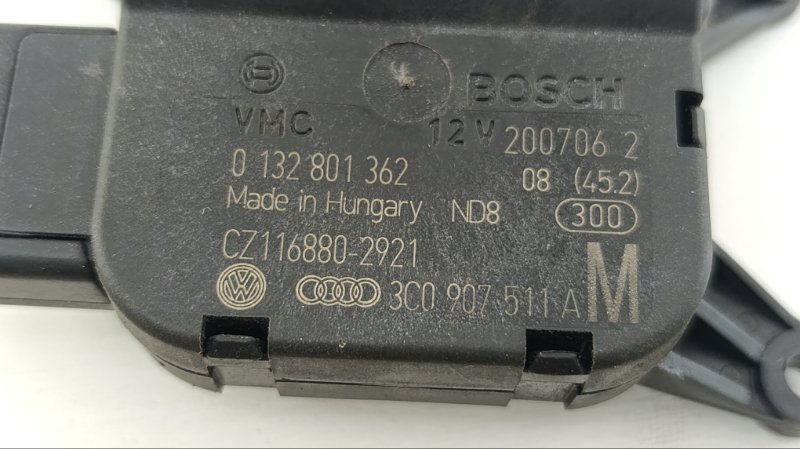 BOSCH
VMC 12V 200706 2
0 132 801 362 08 (45.2)
Made in Hungary ND8 300
CZ116880-2921 M
3C0 907 511 A